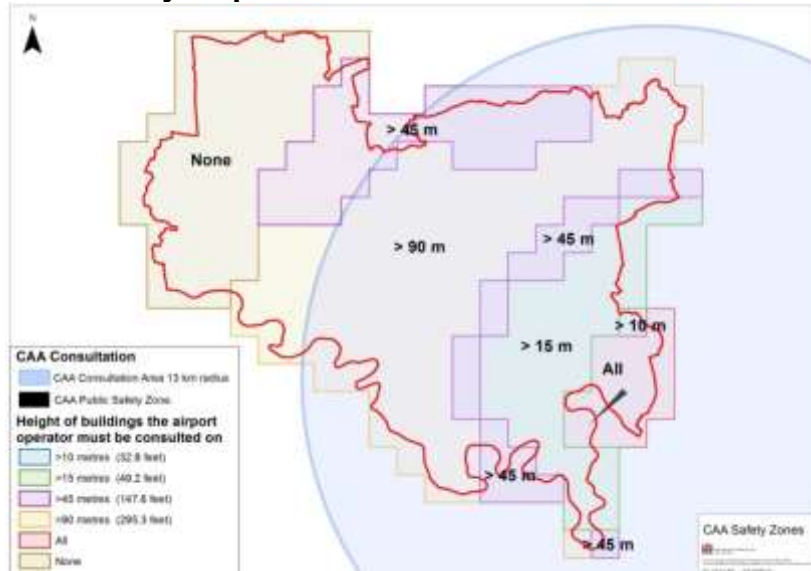 N
> 45 m
None
> 45 m
> 90 m
> 10 m
> 15 m
All
> 45 m
> 45 m
CAA Consultation
CAA Consultation Area 13 km radius
CAA Public Safety Zone
Height of buildings the airport
operator must be consulted on
>10 metres (32.8 feet)
>15 metres (49.2 feet)
>45 metres (147.6 feet)
>90 metres (295.3 feet)
All
None
CAA Safety Zones